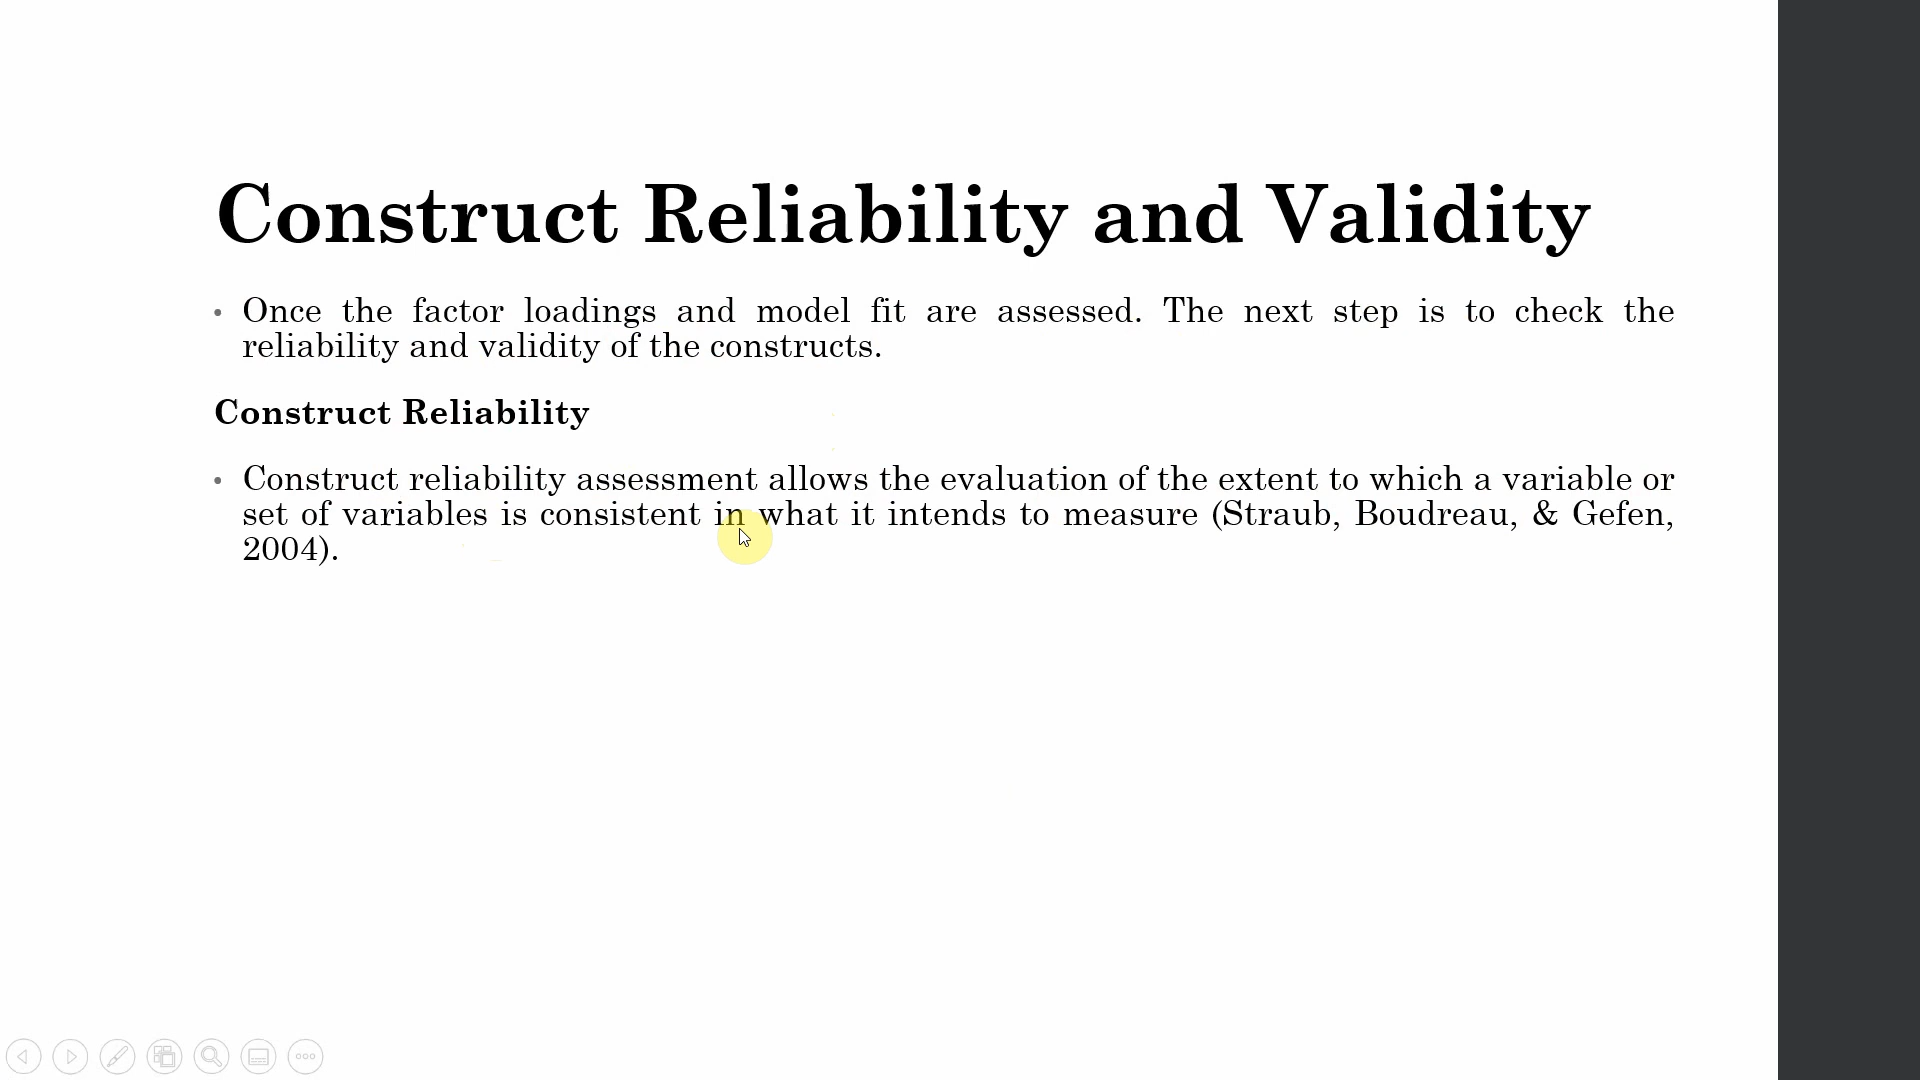 Construct Reliability and Validity
• Once the factor loadings and model fit are assessed. The next step is to check the
reliability and validity of the constructs.
Construct Reliability
• Construct reliability assessment allows the evaluation of the extent to which a variable or
set of variables is consistent in what it intends to measure (Straub, Boudreau, & Gefen,
2004).